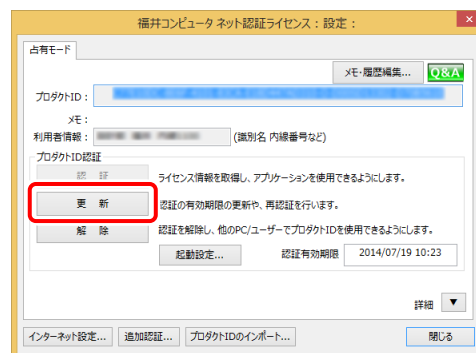 福井コンピュータ ネット認証ライセンス：設定：
占有モード
メモ・履歴編集... Q&A
プロダクトID：
メモ：
利用者情報： (識別名 内線番号など)
プロダクトID認証
認 証 ライセンス情報を取得し、アプリケーションを使用できるようにします。
更 新 認証の有効期限の更新や、再認証を行います。
解 除 認証を解除し、他のPC/ユーザーでプロダクトIDを使用できるようにします。
起動設定... 認証有効期限 2014/07/19 10:23
詳細 ▼
インターネット設定... 追加認証... プロダクトIDのインポート... 閉じる